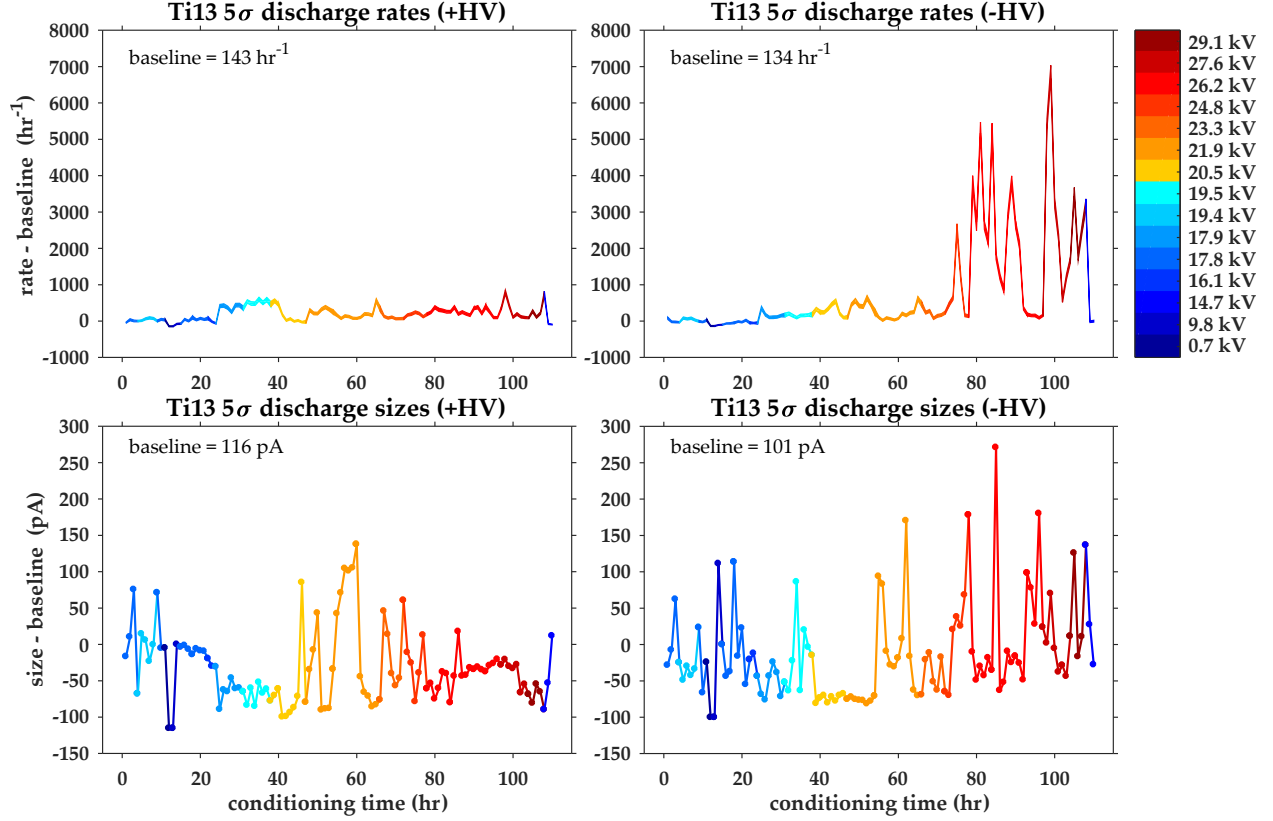 Ti13 5σ discharge rates (+HV)
baseline = 143 hr-1
rate - baseline (hr-1)
8000
7000
6000
5000
4000
3000
2000
1000
0
-1000
0 20 40 60 80 100
Ti13 5σ discharge rates (-HV)
baseline = 134 hr-1
8000
7000
6000
5000
4000
3000
2000
1000
0
-1000
0 20 40 60 80 100
29.1 kV
27.6 kV
26.2 kV
24.8 kV
23.3 kV
21.9 kV
20.5 kV
19.5 kV
19.4 kV
17.9 kV
17.8 kV
16.1 kV
14.7 kV
9.8 kV
0.7 kV
Ti13 5σ discharge sizes (+HV)
baseline = 116 pA
size - baseline (pA)
300
250
200
150
100
50
0
-50
-100
-150
0 20 40 60 80 100
conditioning time (hr)
Ti13 5σ discharge sizes (-HV)
baseline = 101 pA
300
250
200
150
100
50
0
-50
-100
-150
0 20 40 60 80 100
conditioning time (hr)